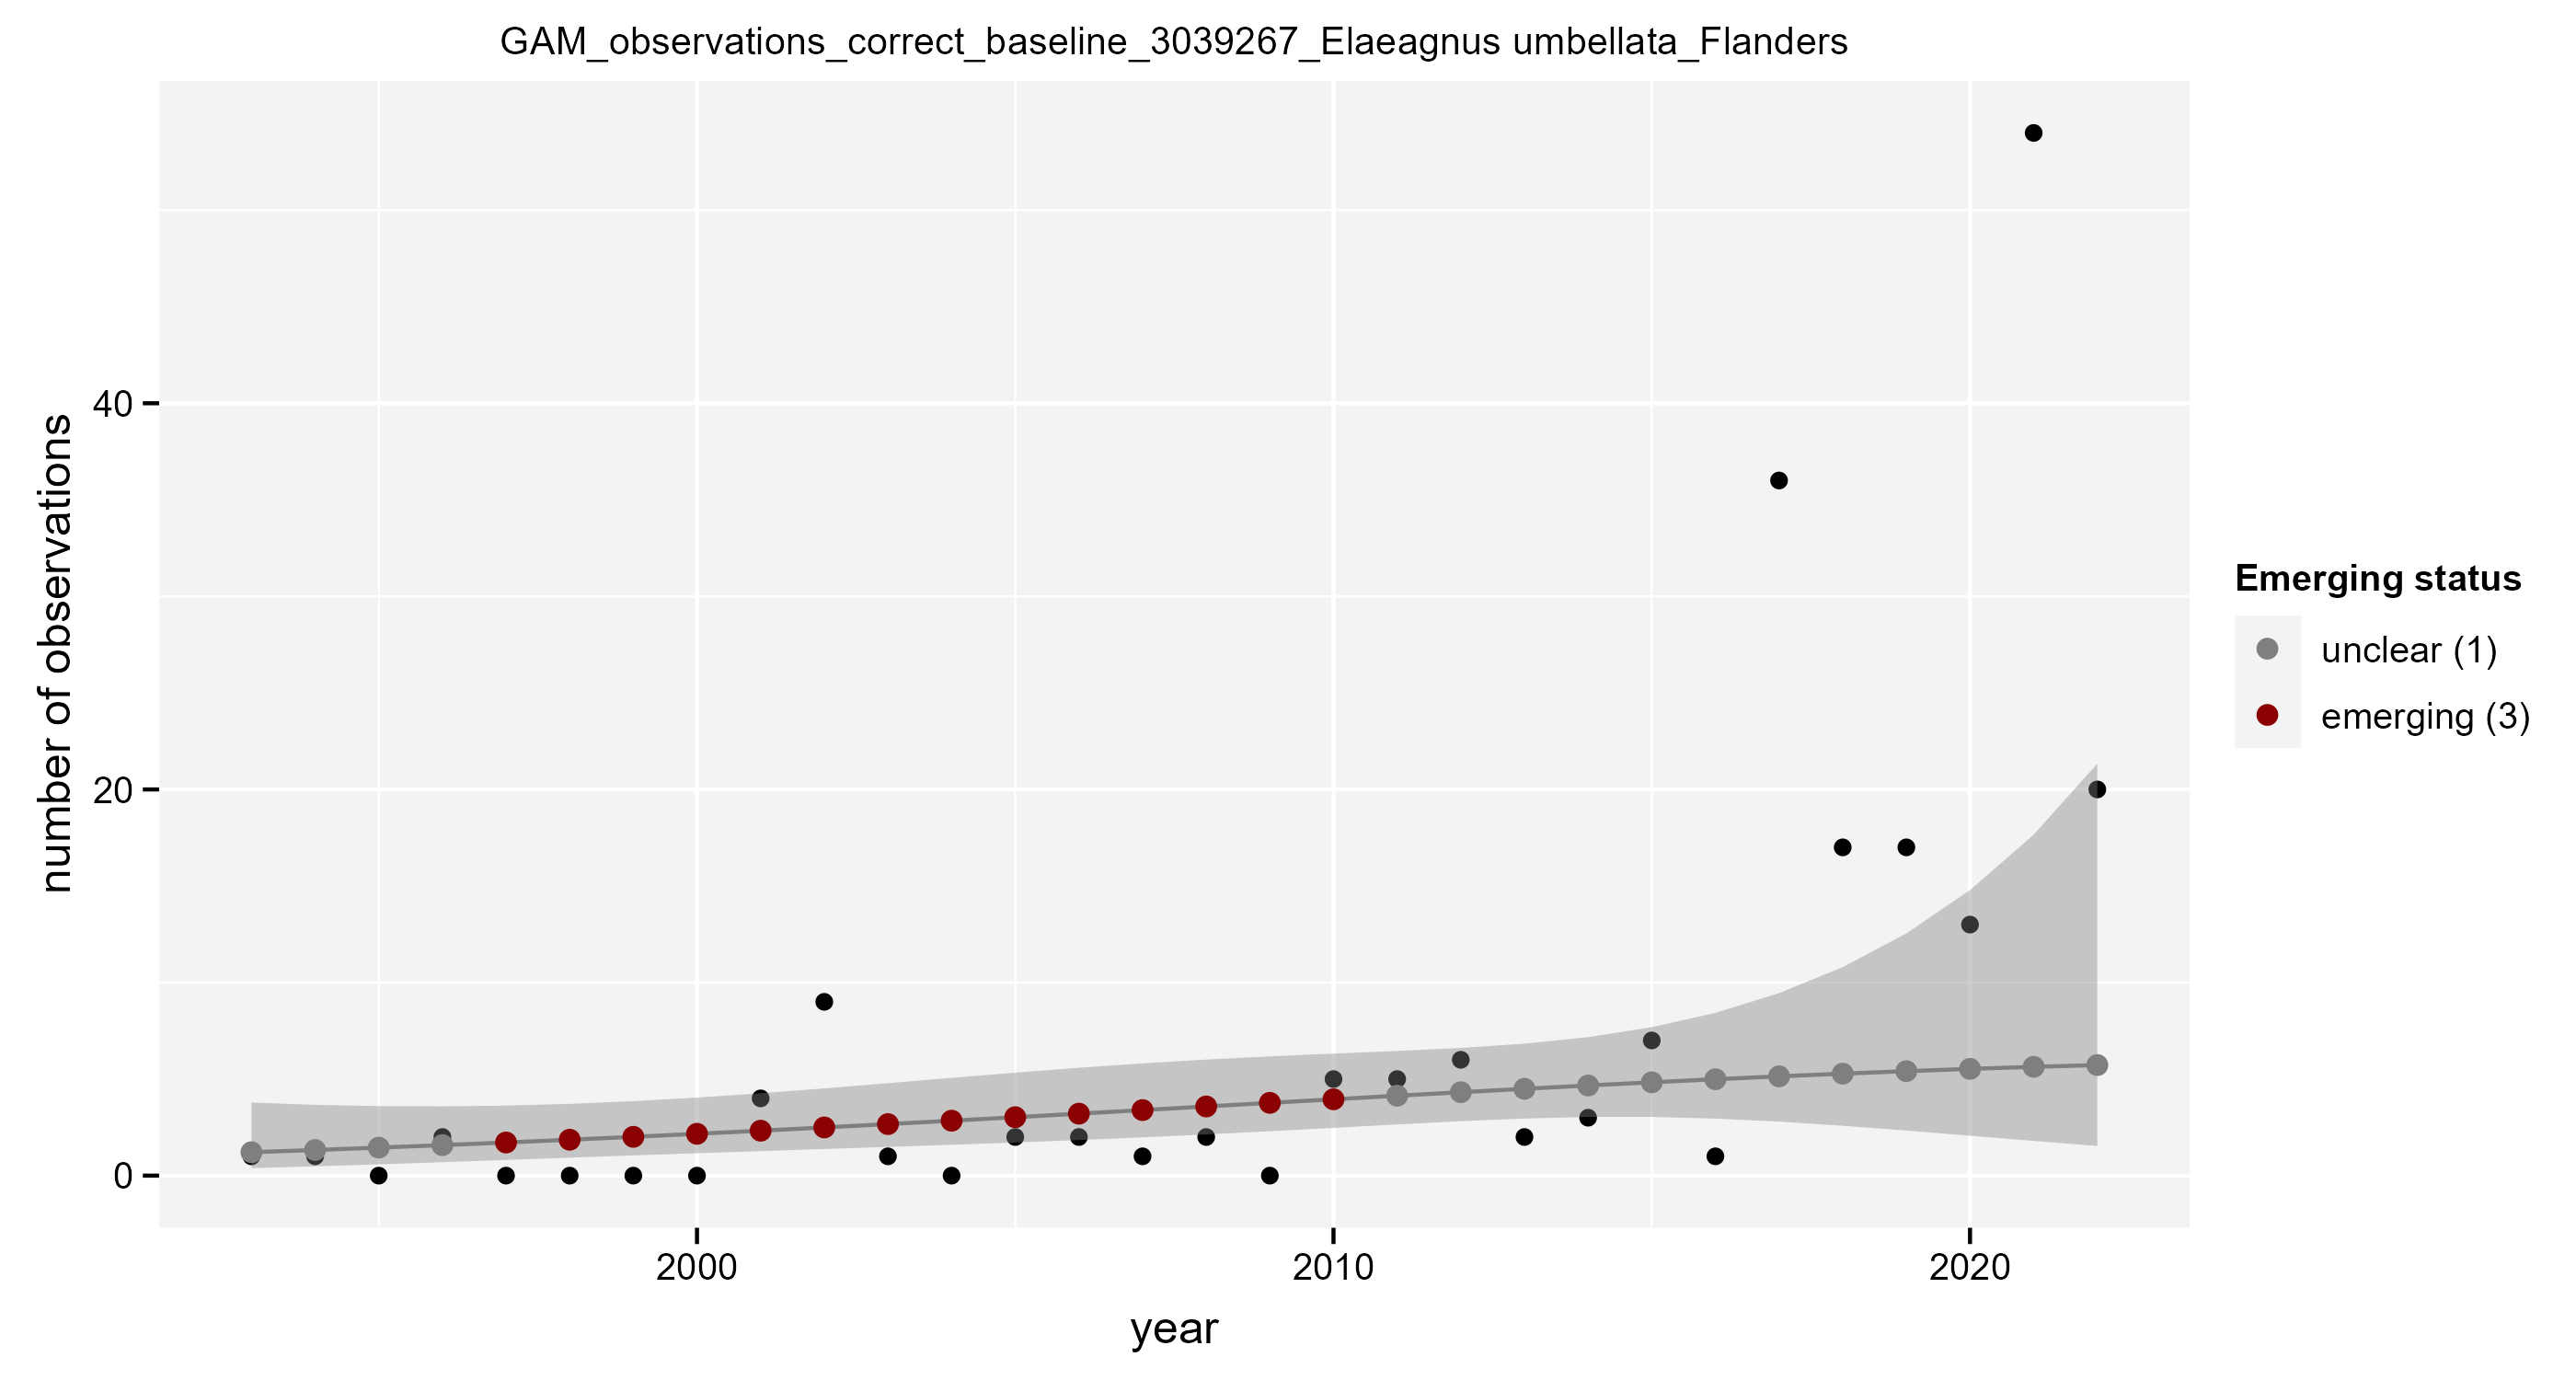 GAM_observations_correct_baseline_3039267_Elaeagnus umbellata_Flanders
number of observations
40
20
0
2000
2010
2020
year
Emerging status
unclear (1)
emerging (3)